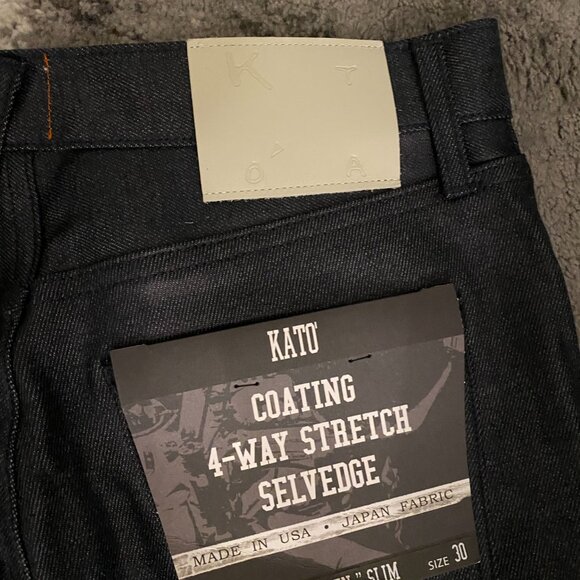 K T
O' A
KATO'
COATING
4-WAY STRETCH
SELVEDGE
MADE IN USA • JAPAN FABRIC
" SLIM
SIZE 30